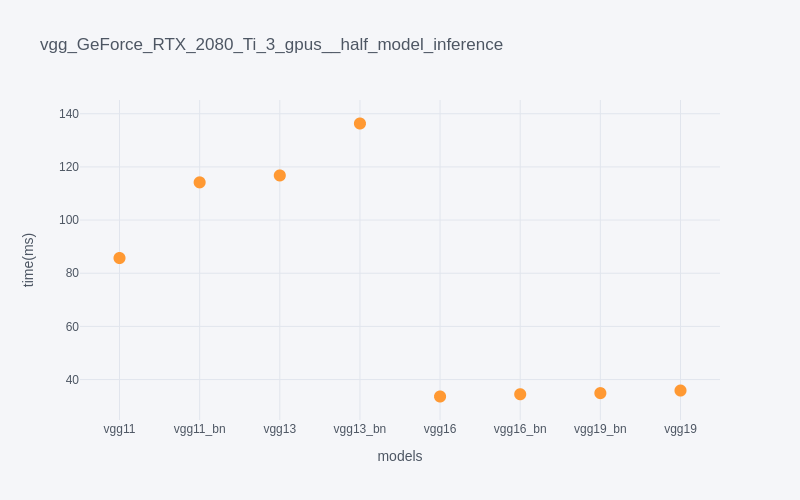 vgg_GeForce_RTX_2080_Ti_3_gpus__half_model_inference
140
120
100
80
60
40
time(ms)
vgg11
vgg11_bn
vgg13
vgg13_bn
vgg16
vgg16_bn
vgg19_bn
vgg19
models